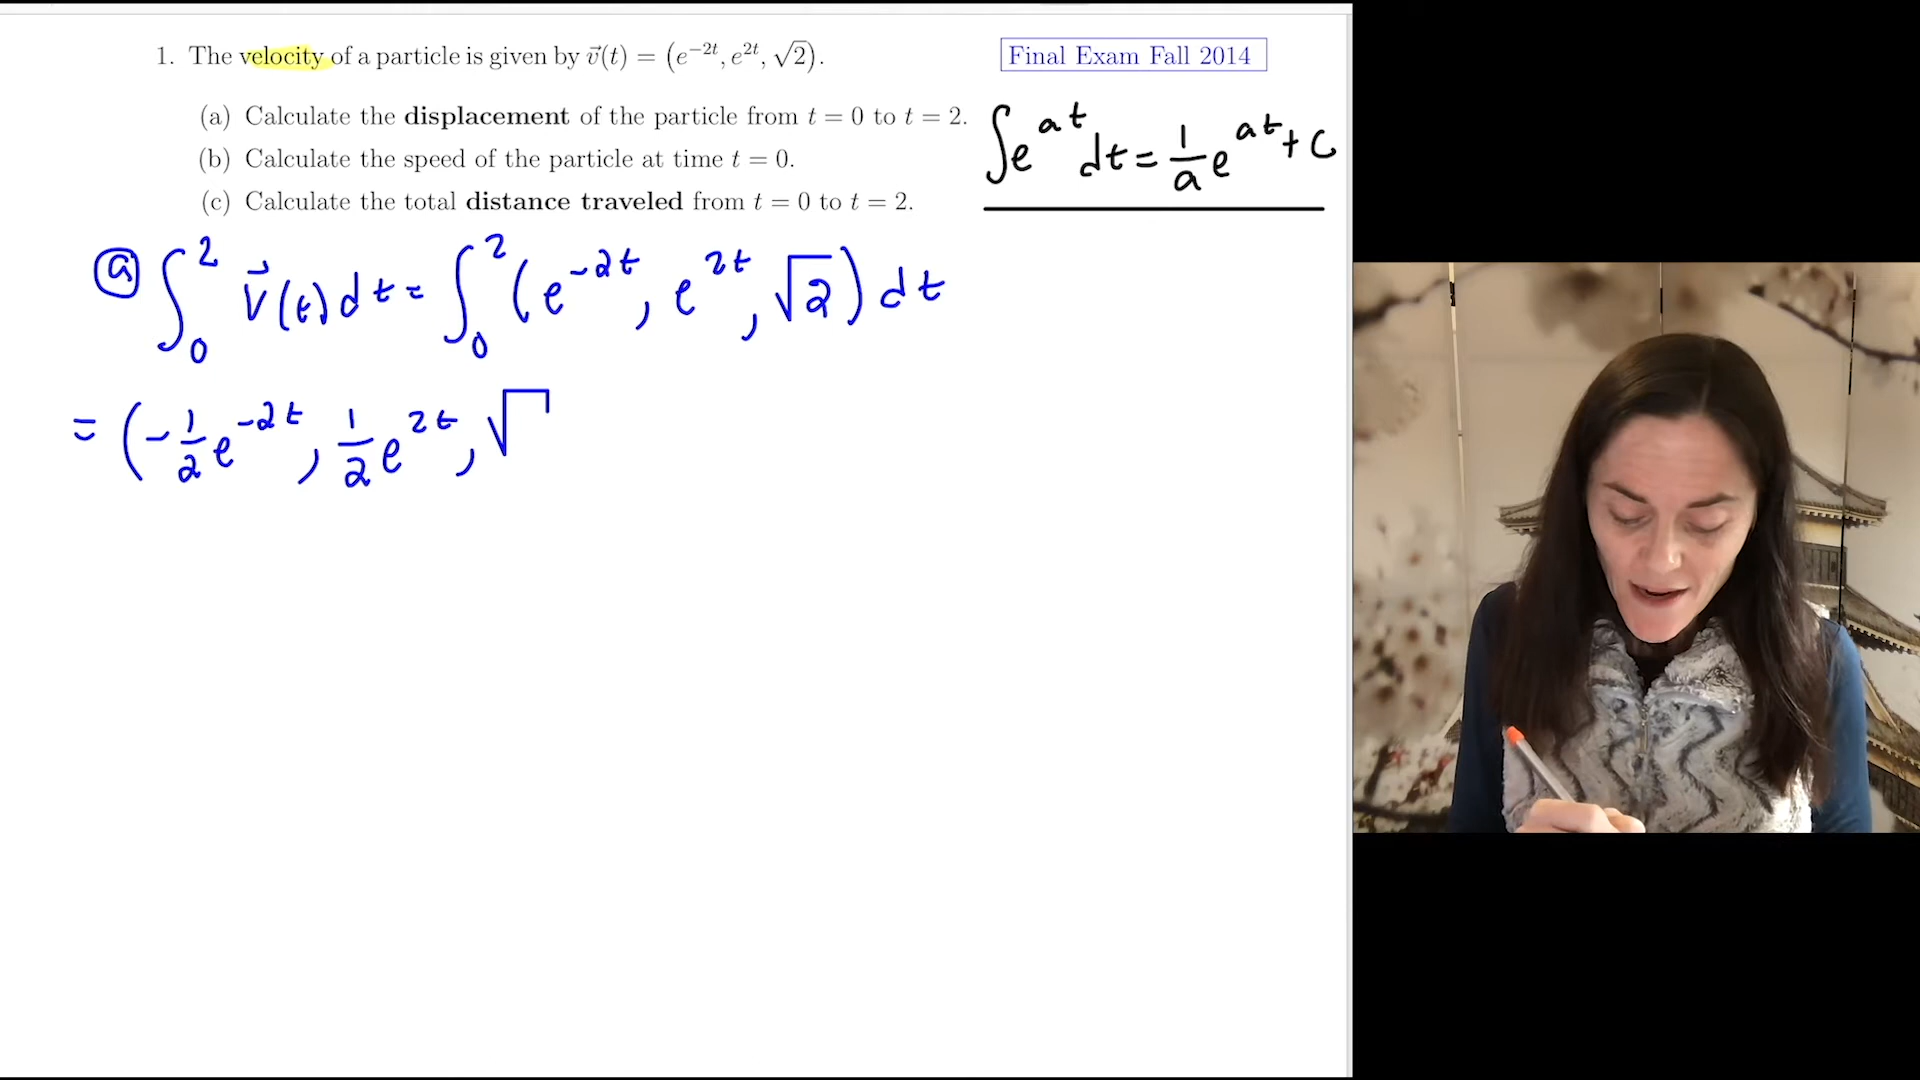 1. The velocity of a particle is given by v⃗(t) = (e^{-2t}, e^{2t}, √2).
Final Exam Fall 2014
(a) Calculate the displacement of the particle from t = 0 to t = 2.
(b) Calculate the speed of the particle at time t = 0.
(c) Calculate the total distance traveled from t = 0 to t = 2.
∫e^{at} dt = \frac{1}{a} e^{at} + C
ⓐ ∫_0^2 v⃗(t) dt = ∫_0^2 (e^{-2t}, e^{2t}, √2) dt
= (-\frac{1}{2} e^{-2t}, \frac{1}{2} e^{2t}, √